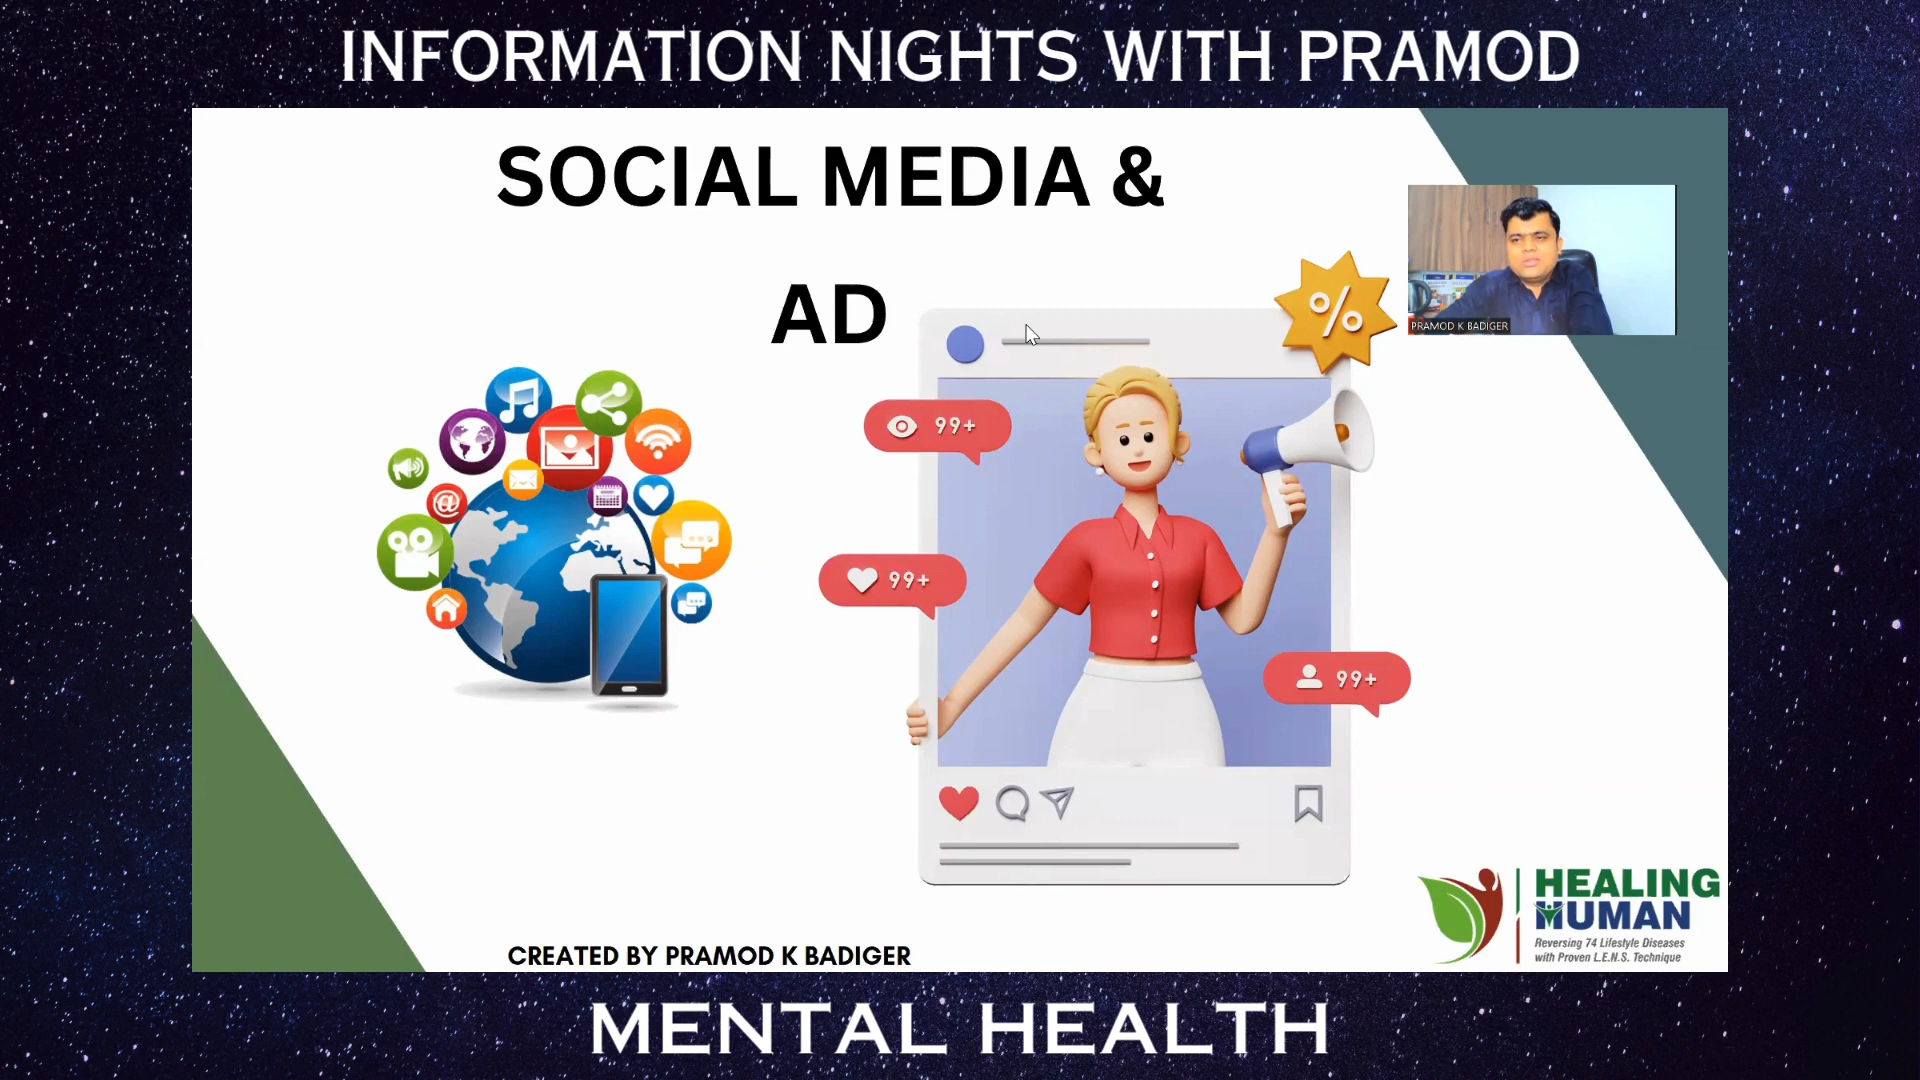 INFORMATION NIGHTS WITH PRAMOD
SOCIAL MEDIA &
AD
PRAMOD K BADIGER
%
99+
99+
99+
@
HEALING
HUMAN
Reversing 74 Lifestyle Diseases
with Proven L.E.N.S. Technique
CREATED BY PRAMOD K BADIGER
MENTAL HEALTH